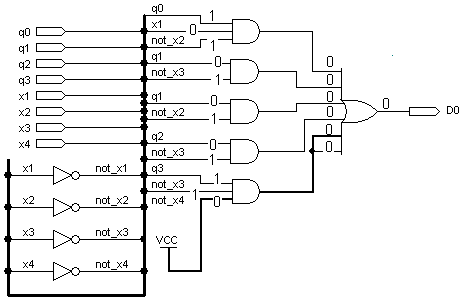 q0
1
x1
0
q0
not_x2
1
q1
q1
0
0
q2
not_x3
1
0
q3
x1
q1
0
0
0
D0
x2
not_x2
1
0
x3
q2
0
0
x4
not_x3
1
0
x1
not_x1
q3
1
not_x3
1
x2
not_x2
not_x4
0
x3
not_x3
VCC
x4
not_x4